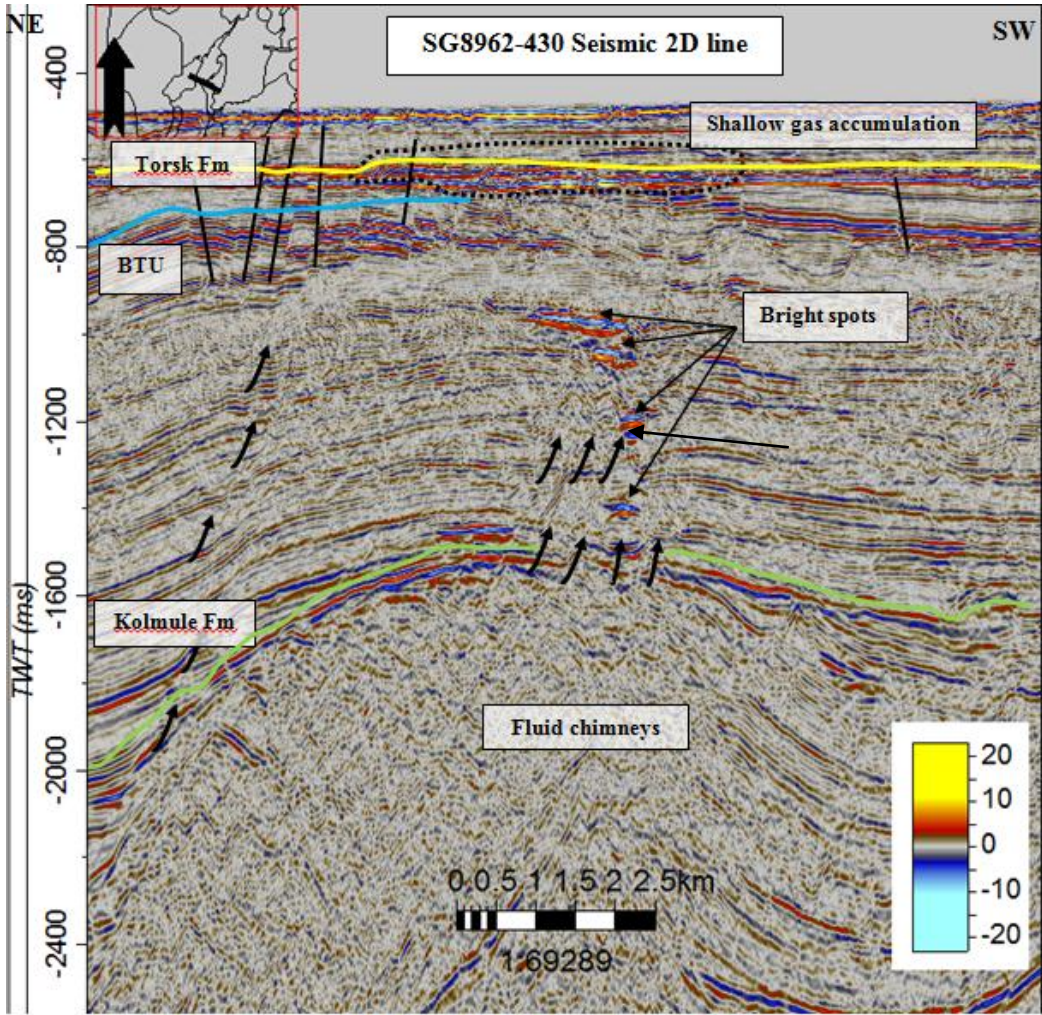 NE
SW
SG8962-430 Seismic 2D line
-400
Shallow gas accumulation
Torsk Fm
-800
BTU
Bright spots
-1200
-1600
Kolmule Fm
TWT (ms)
Fluid chimneys
-2000
20
10
0
-10
-20
0.0.5 1 1.5 2 2.5km
1:69289
-2400